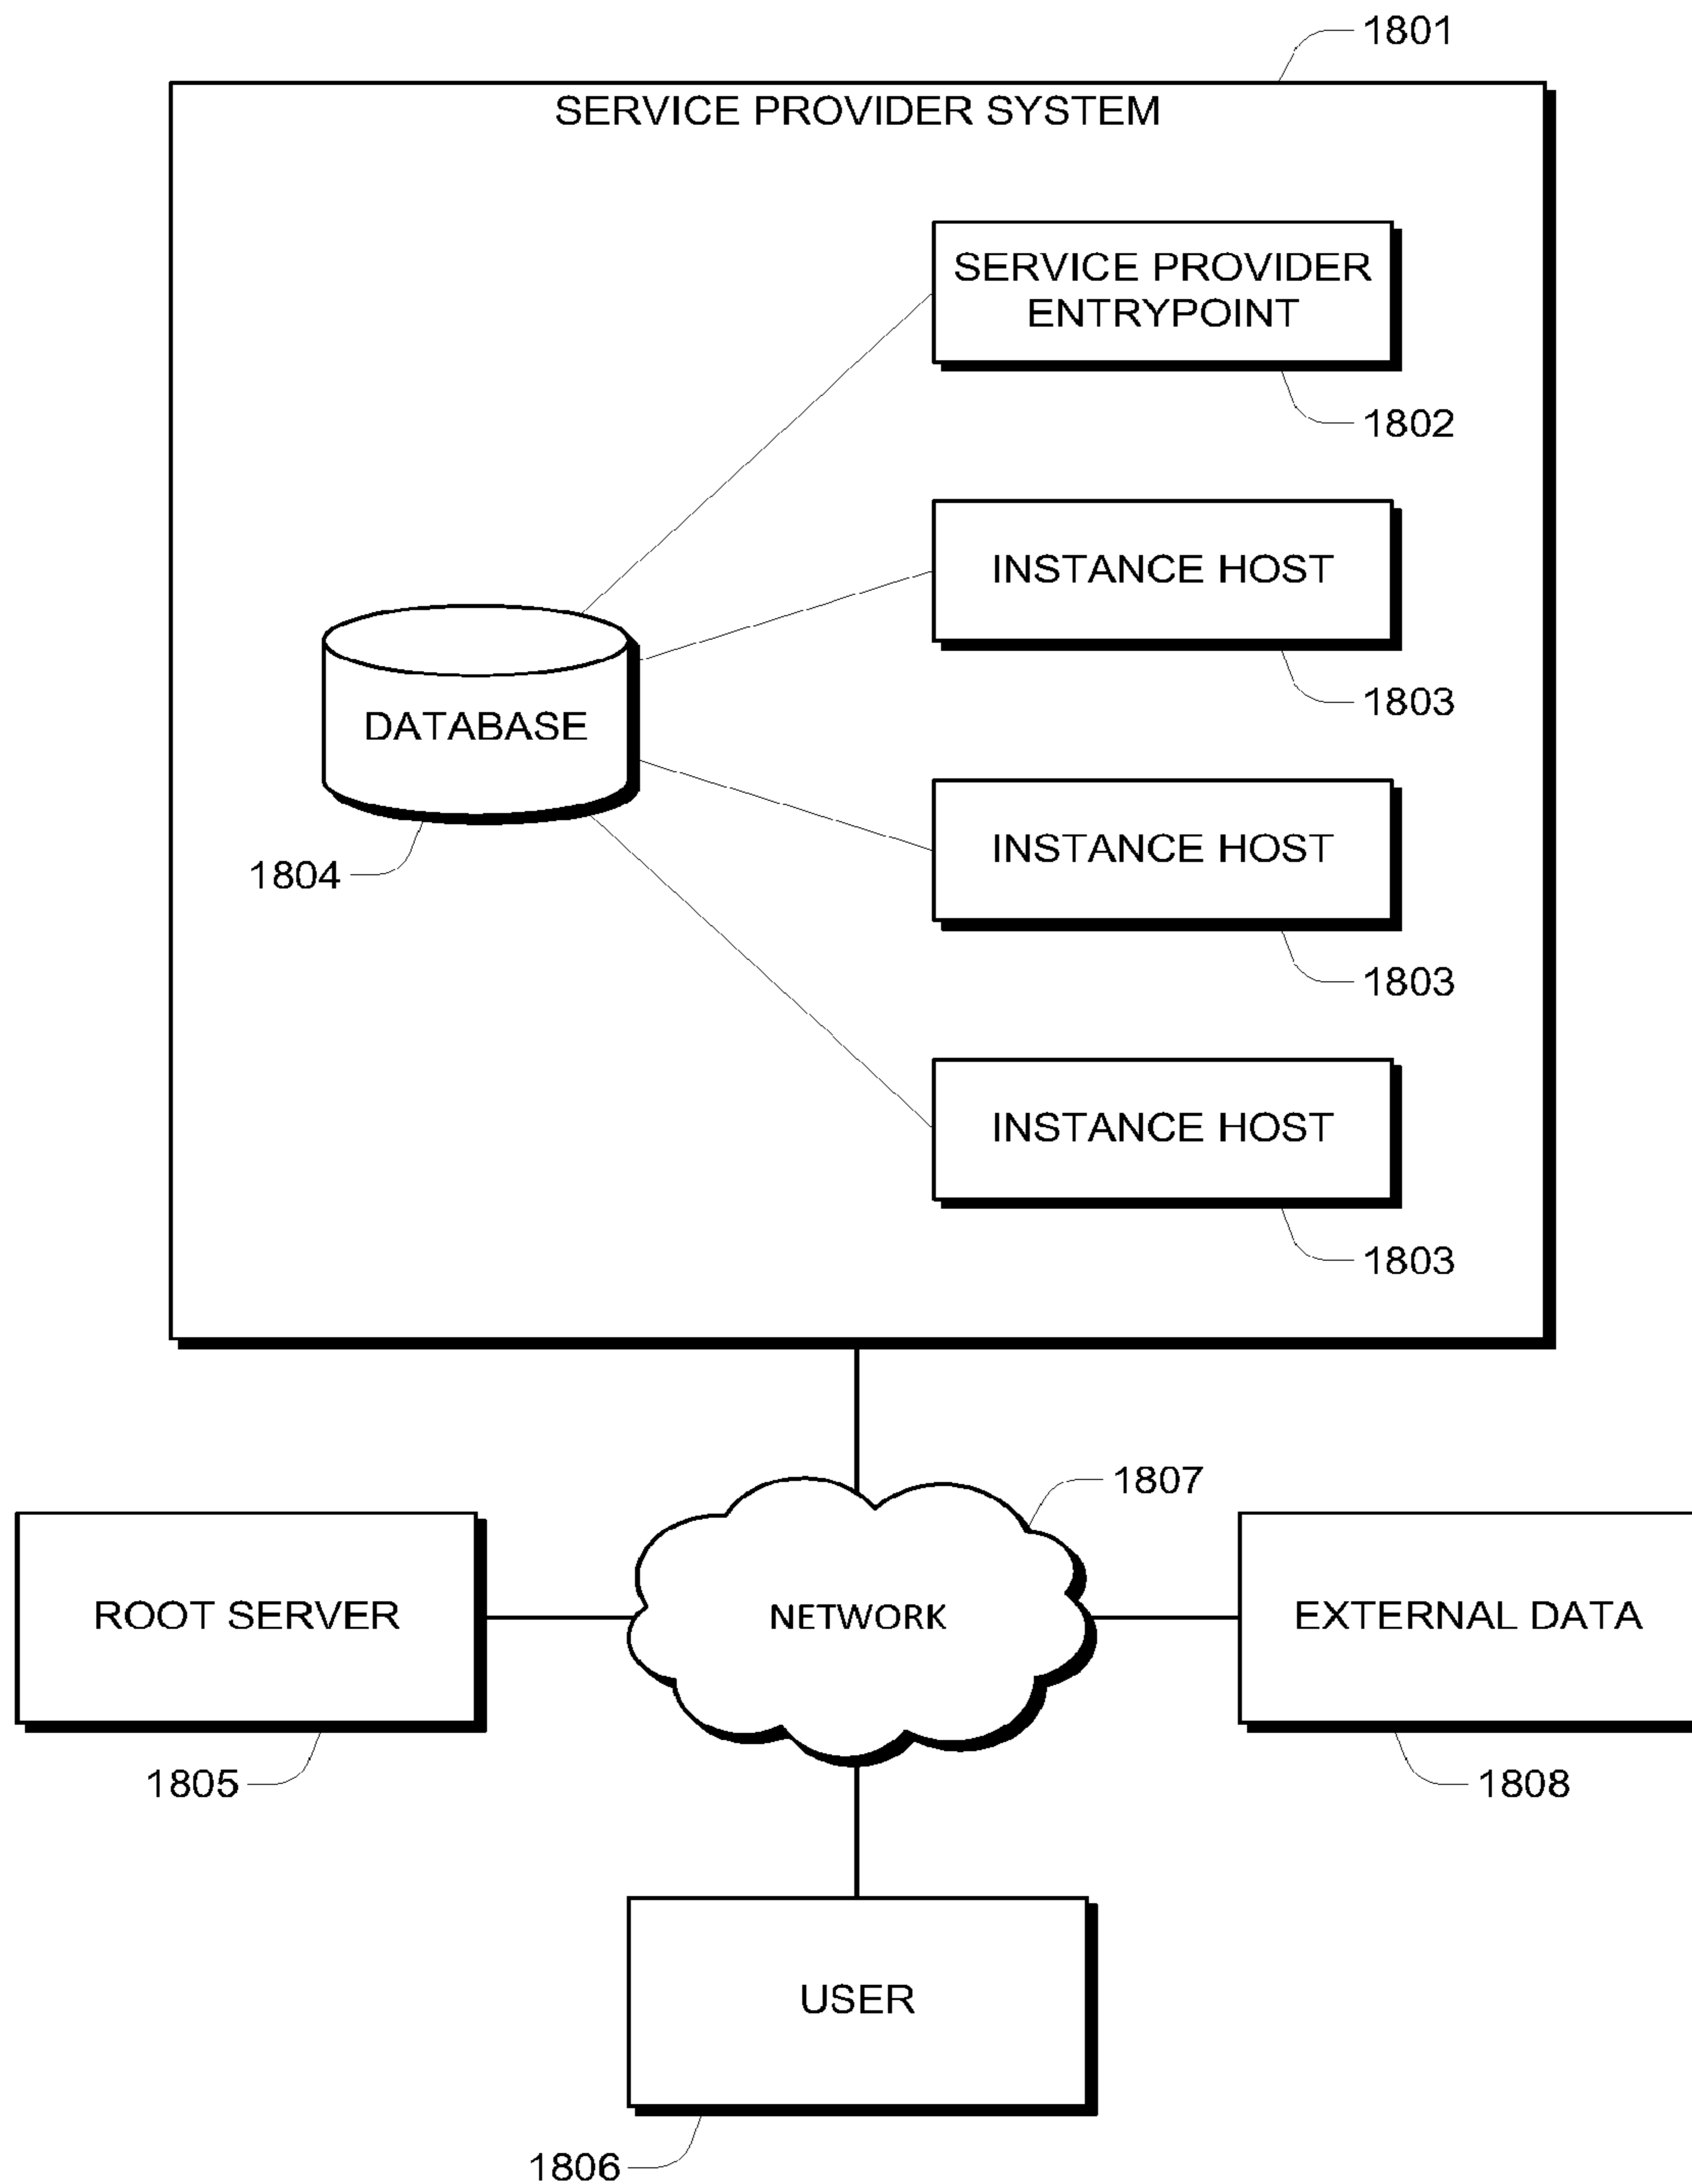 1801
SERVICE PROVIDER SYSTEM
SERVICE PROVIDER
ENTRYPOINT
1802
INSTANCE HOST
1803
DATABASE
1804
INSTANCE HOST
1803
INSTANCE HOST
1803
1807
ROOT SERVER
NETWORK
EXTERNAL DATA
1805
1808
USER
1806